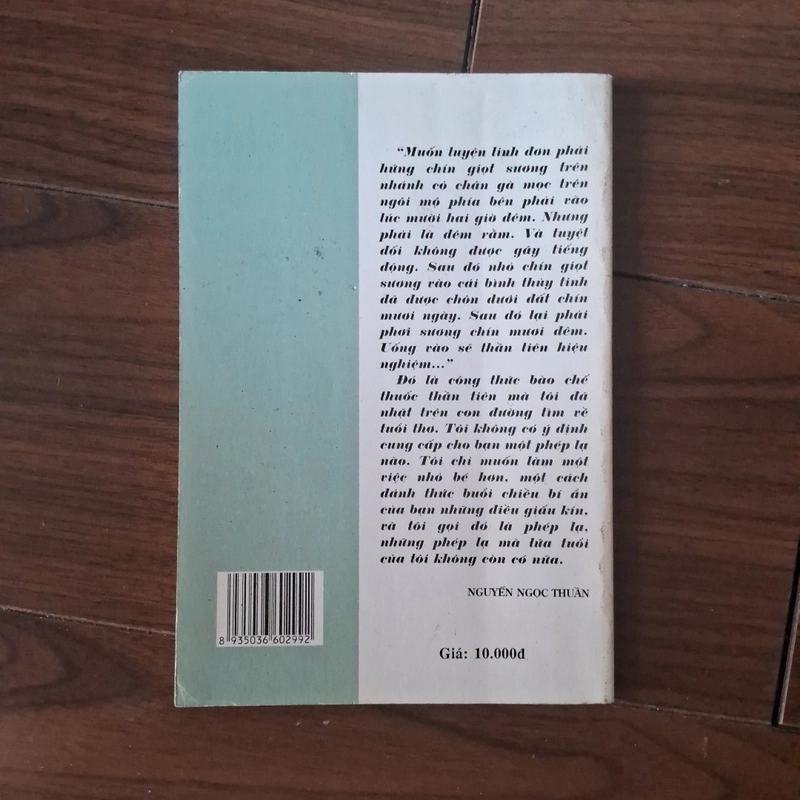 “Muốn luyện linh đơn phải
hứng chín giọt sương trên
nhánh cỏ chân gà mọc trên
ngôi mộ phía bên phải vào
lúc mười hai giờ đêm. Nhưng
phải là đêm rằm. Và tuyệt
đối không được gây tiếng
động. Sau đó nhỏ chín giọt
sương vào cái bình thủy tinh
đã được chôn dưới đất chín
mươi ngày. Sau đó lại phải
phơi sương chín mươi đêm.
Uống vào sẽ thần tiên hiệu
nghiệm...”
Đó là công thức bào chế
thuốc thần tiên mà tôi đã
nhặt trên con đường tìm về
tuổi thơ. Tôi không có ý định
cung cấp cho bạn một phép lạ
nào. Tôi chỉ muốn làm một
việc nhỏ bé hơn, một cách
đánh thức buổi chiều bí ẩn
của bạn những điều giấu kín,
và tôi gọi đó là phép lạ,
những phép lạ mà lứa tuổi
của tôi không còn có nữa.
NGUYỄN NGỌC THUẦN
8 935036 602992
Giá: 10.000đ